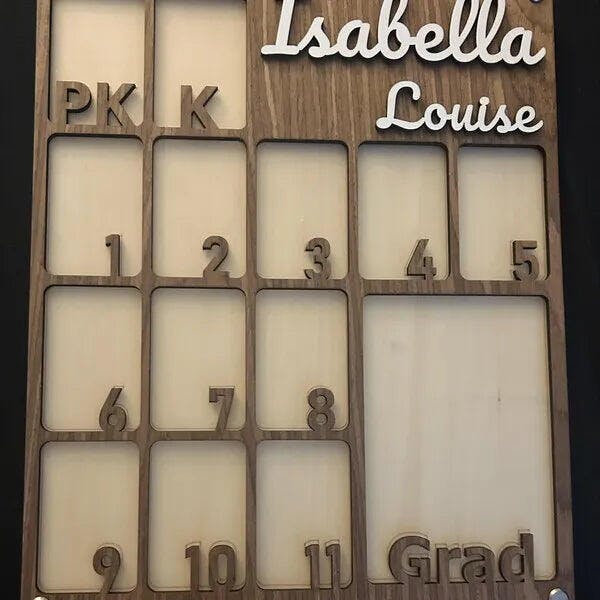 Isabella
Louise
PK K
1 2 3 4 5
6 7 8
9 10 11 Grad